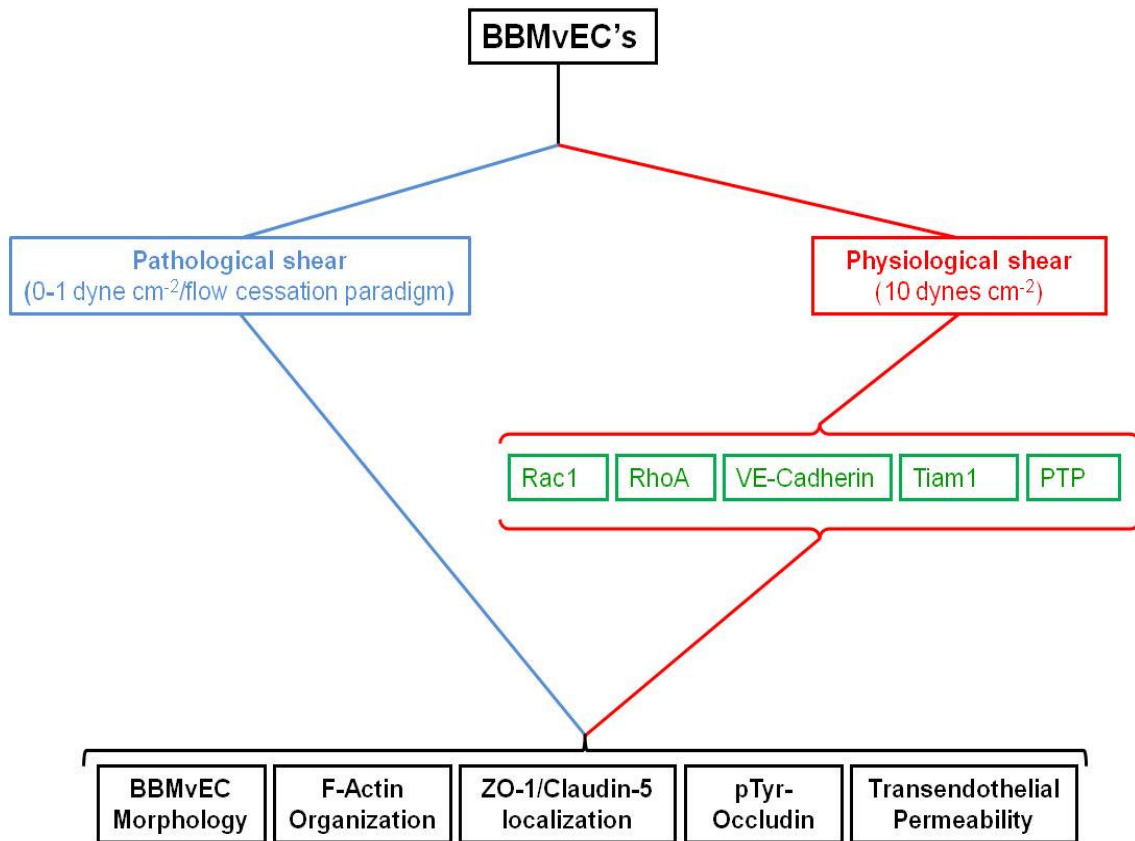 BBMvEC's
Pathological shear
(0-1 dyne cm⁻²/flow cessation paradigm)
Physiological shear
(10 dynes cm⁻²)
Rac1
RhoA
VE-Cadherin
Tiam1
PTP
BBMvEC
Morphology
F-Actin
Organization
ZO-1/Claudin-5
localization
pTyr-
Occludin
Transendothelial
Permeability